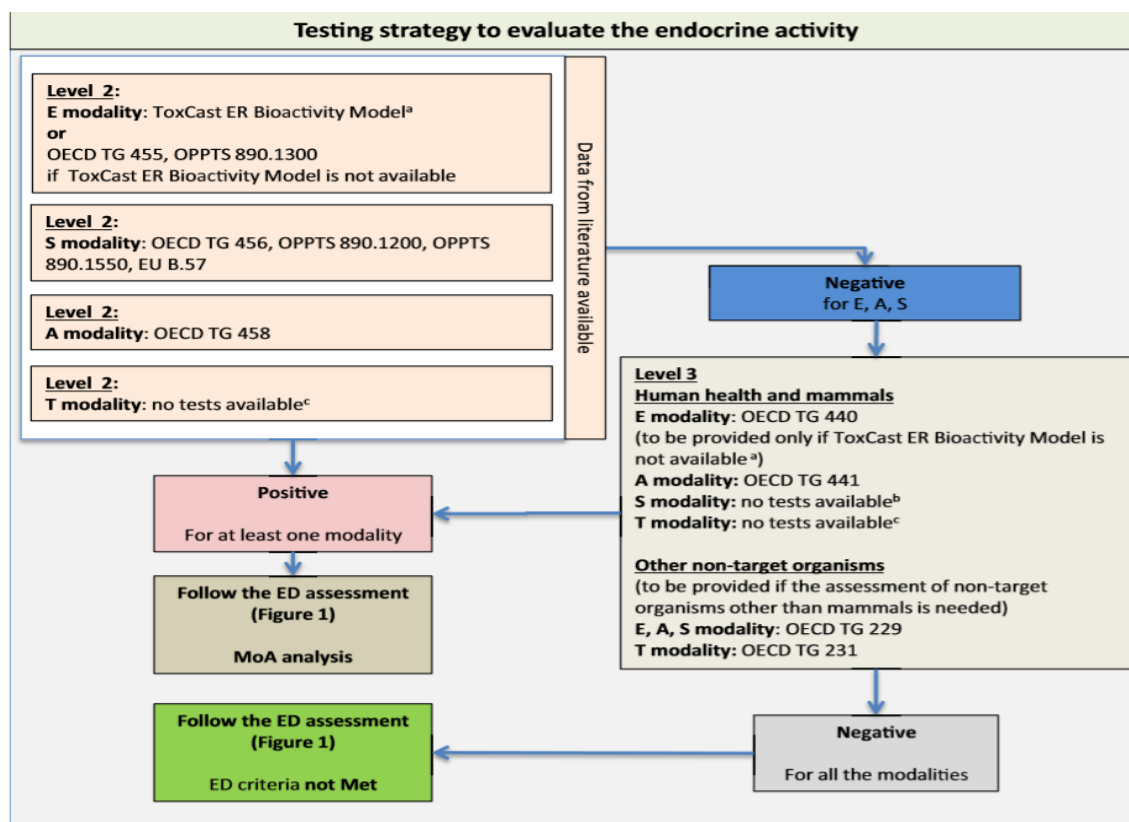 Testing strategy to evaluate the endocrine activity
Level 2:
E modality: ToxCast ER Bioactivity Modelᵃ
or
OECD TG 455, OPPTS 890.1300
if ToxCast ER Bioactivity Model is not available
Level 2:
S modality: OECD TG 456, OPPTS 890.1200, OPPTS
890.1550, EU B.57
Level 2:
A modality: OECD TG 458
Level 2:
T modality: no tests availableᶜ
Data from literature available
Negative
for E, A, S
Level 3
Human health and mammals
E modality: OECD TG 440
(to be provided only if ToxCast ER Bioactivity Model is
not available ᵃ)
A modality: OECD TG 441
S modality: no tests availableᵇ
T modality: no tests availableᶜ
Other non-target organisms
(to be provided if the assessment of non-target
organisms other than mammals is needed)
E, A, S modality: OECD TG 229
T modality: OECD TG 231
Positive
For at least one modality
Follow the ED assessment
(Figure 1)
MoA analysis
Negative
For all the modalities
Follow the ED assessment
(Figure 1)
ED criteria not Met